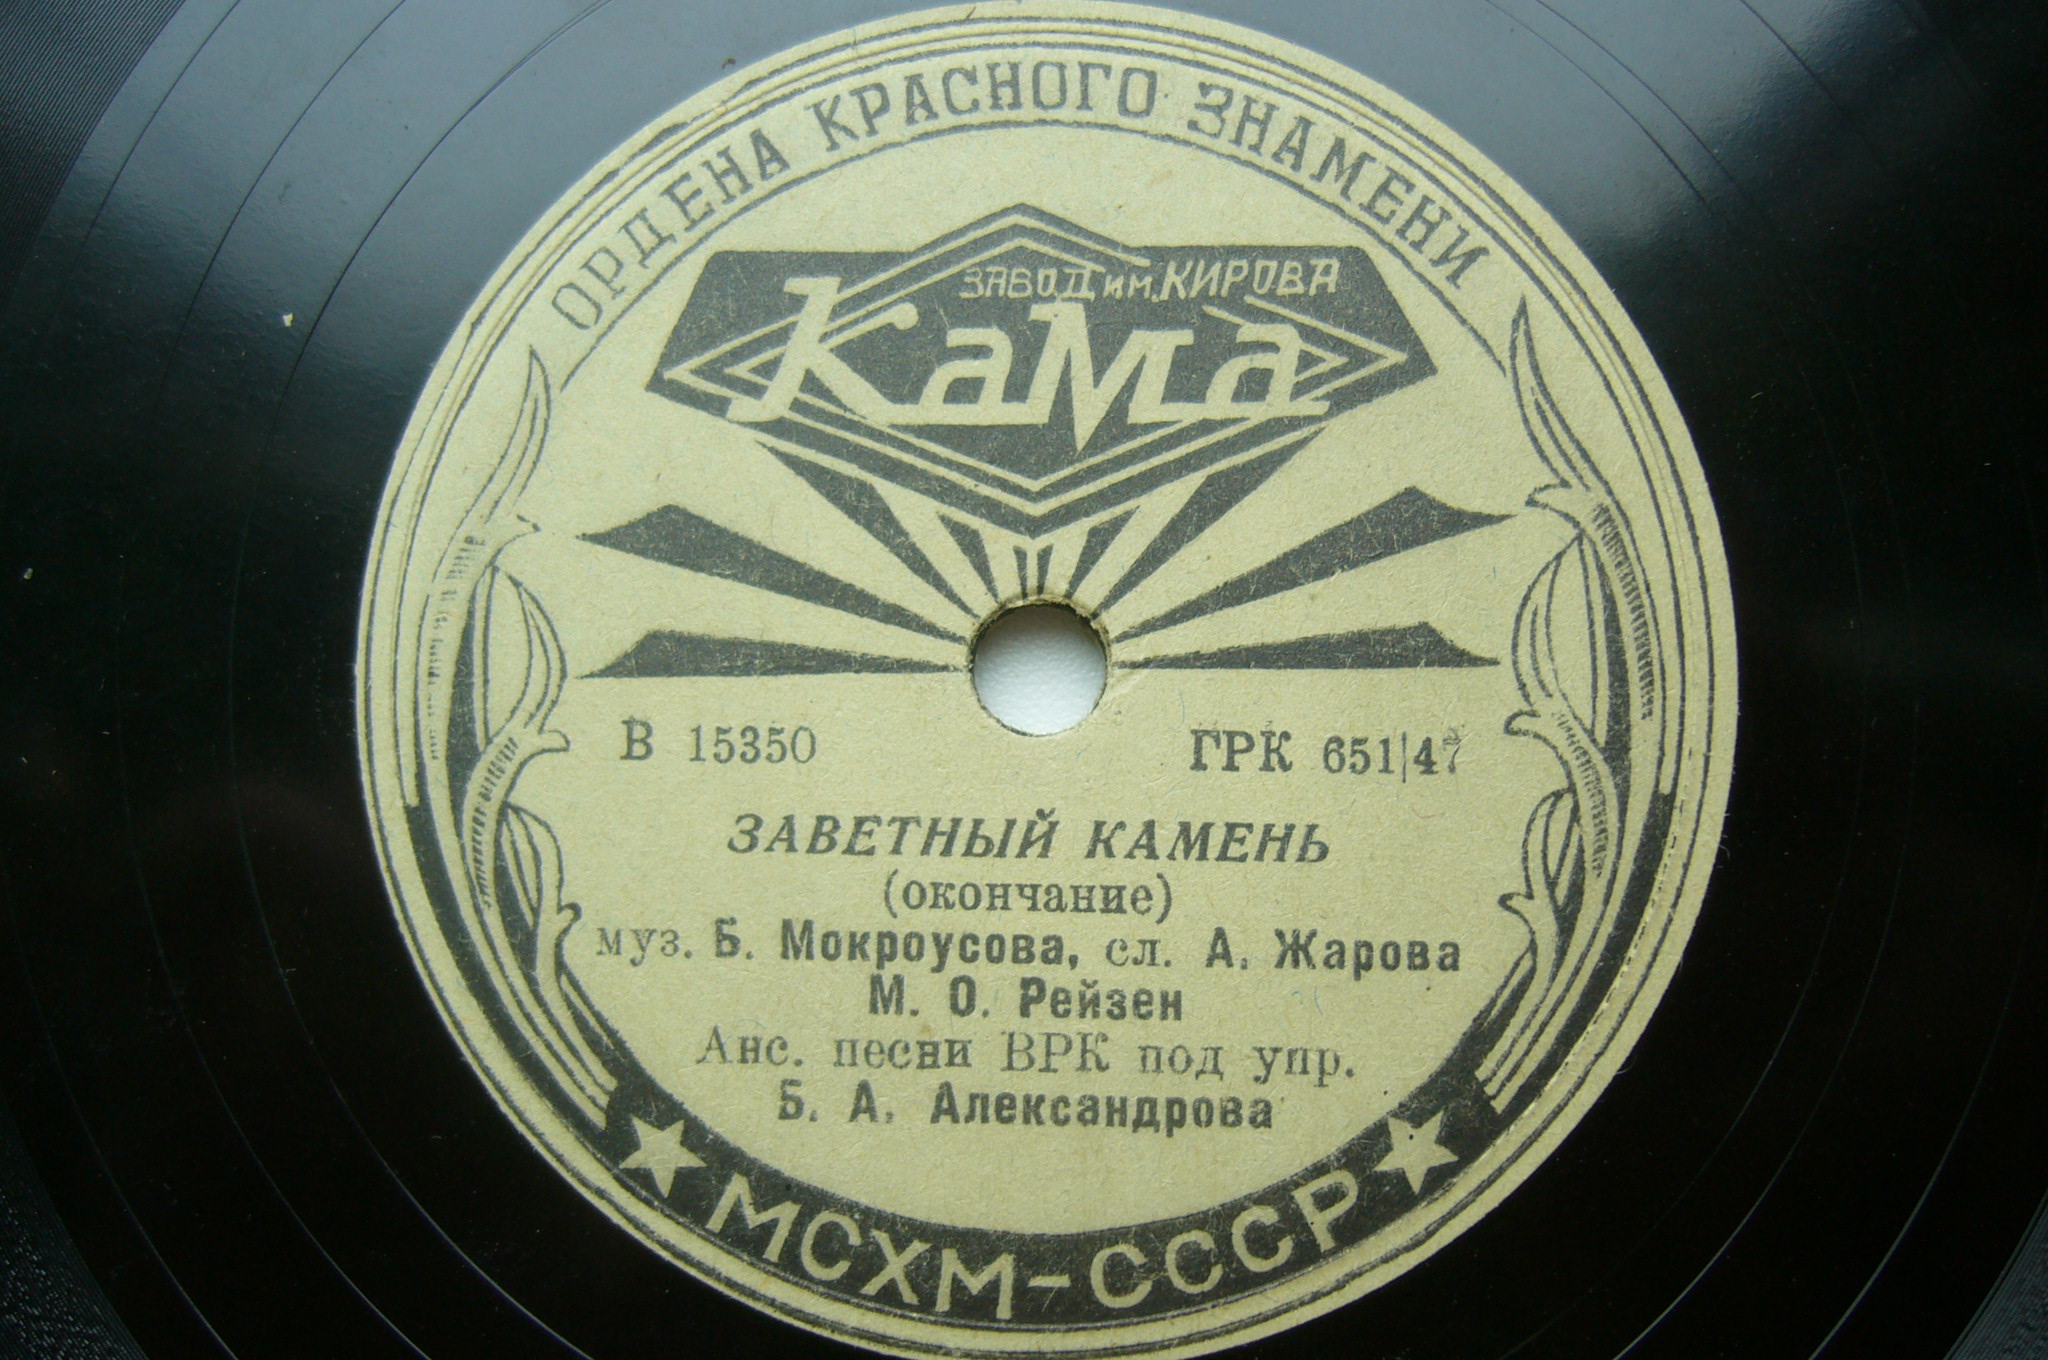 ОРДЕНА КРАСНОГО ЗНАМЕНИ
ЗАВОД им. КИРОВА
КаМа
В 15350
ГРК 651|47
ЗАВЕТНЫЙ КАМЕНЬ
(окончание)
муз. Б. Мокроусова, сл. А. Жарова
М. О. Рейзен
Анс. песни ВРК под упр.
Б. А. Александрова
МСХМ-СССР